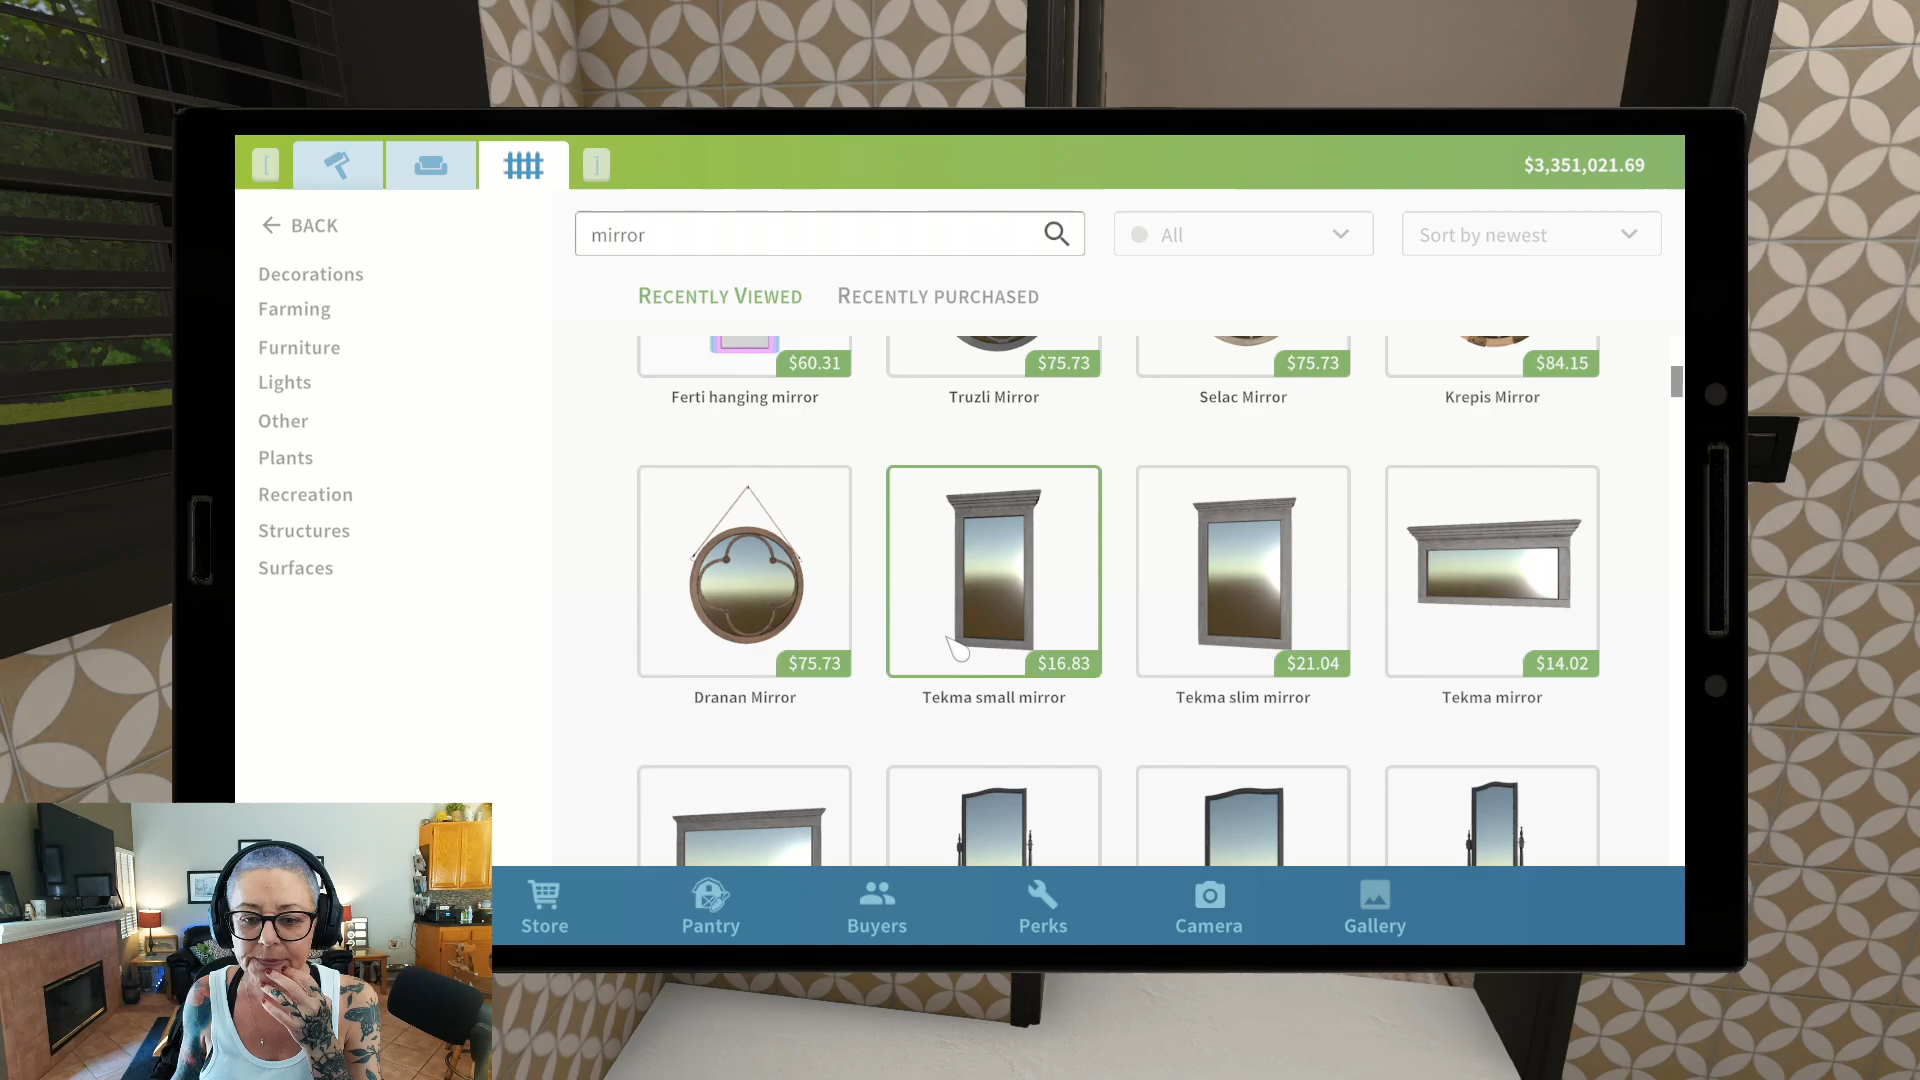 [
]
$3,351,021.69
BACK
mirror
All
Sort by newest
Decorations
Farming
Furniture
Lights
Other
Plants
Recreation
Structures
Surfaces
RECENTLY VIEWED
RECENTLY PURCHASED
$60.31
$75.73
$75.73
$84.15
Ferti hanging mirror
Truzli Mirror
Selac Mirror
Krepis Mirror
$75.73
$16.83
$21.04
$14.02
Dranan Mirror
Tekma small mirror
Tekma slim mirror
Tekma mirror
Store
Pantry
Buyers
Perks
Camera
Gallery